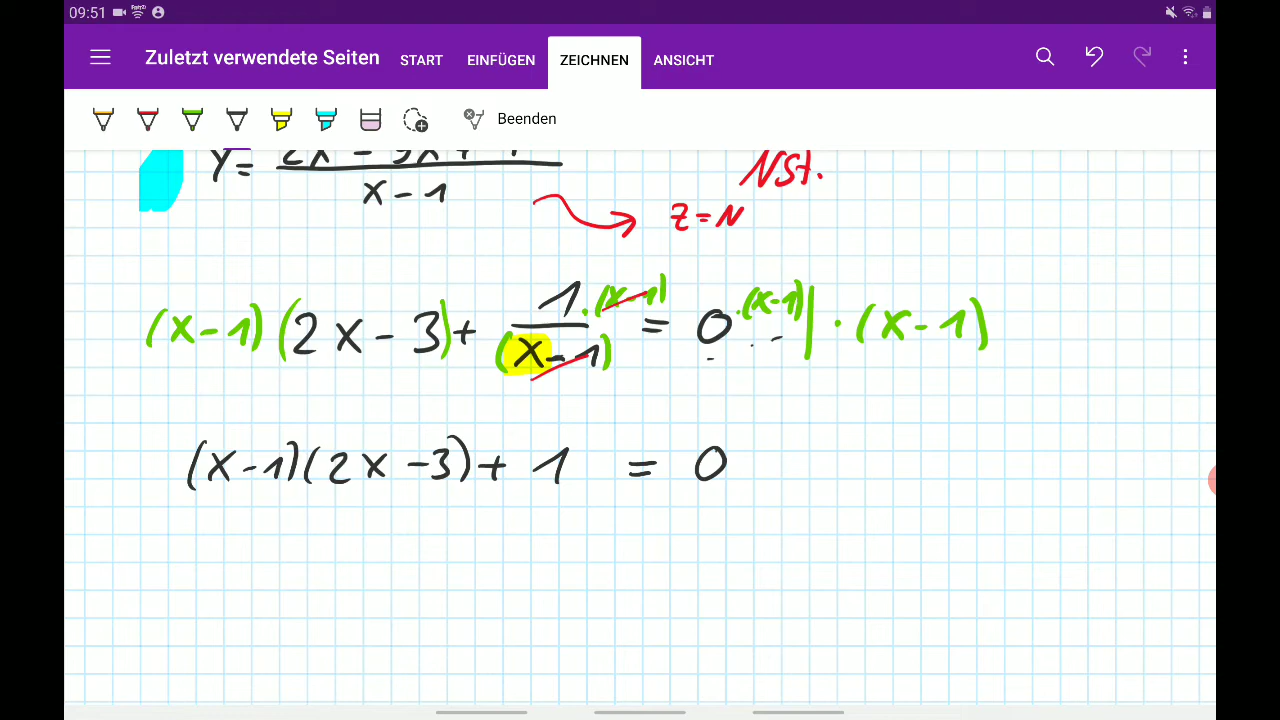 09:51
Zuletzt verwendete Seiten START EINFÜGEN ZEICHNEN ANSICHT
Beenden
y = x - 1
NSt.
Z = N
(x-1)(2x-3) + 1·(x-1) / (x-1) = 0·(x-1) | ·(x-1)
(x-1)(2x-3) + 1 = 0